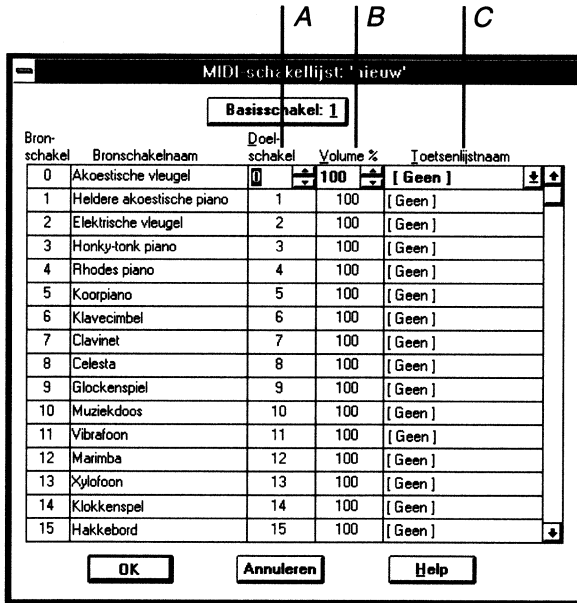 A B C
MIDI-schakellijst: 'nieuw'
Basisschakel: 1
Bron- Doel-
schakel Bronschakelnaam schakel Volume % Toetsenlijstnaam
0 Akoestische vleugel 0 100 [ Geen ]
1 Heldere akoestische piano 1 100 [ Geen ]
2 Elektrische vleugel 2 100 [ Geen ]
3 Honky-tonk piano 3 100 [ Geen ]
4 Rhodes piano 4 100 [ Geen ]
5 Koorpiano 5 100 [ Geen ]
6 Klavecimbel 6 100 [ Geen ]
7 Clavinet 7 100 [ Geen ]
8 Celesta 8 100 [ Geen ]
9 Glockenspiel 9 100 [ Geen ]
10 Muziekdoos 10 100 [ Geen ]
11 Vibrafoon 11 100 [ Geen ]
12 Marimba 12 100 [ Geen ]
13 Xylofoon 13 100 [ Geen ]
14 Klokkenspel 14 100 [ Geen ]
15 Hakkebord 15 100 [ Geen ]
OK Annuleren Help